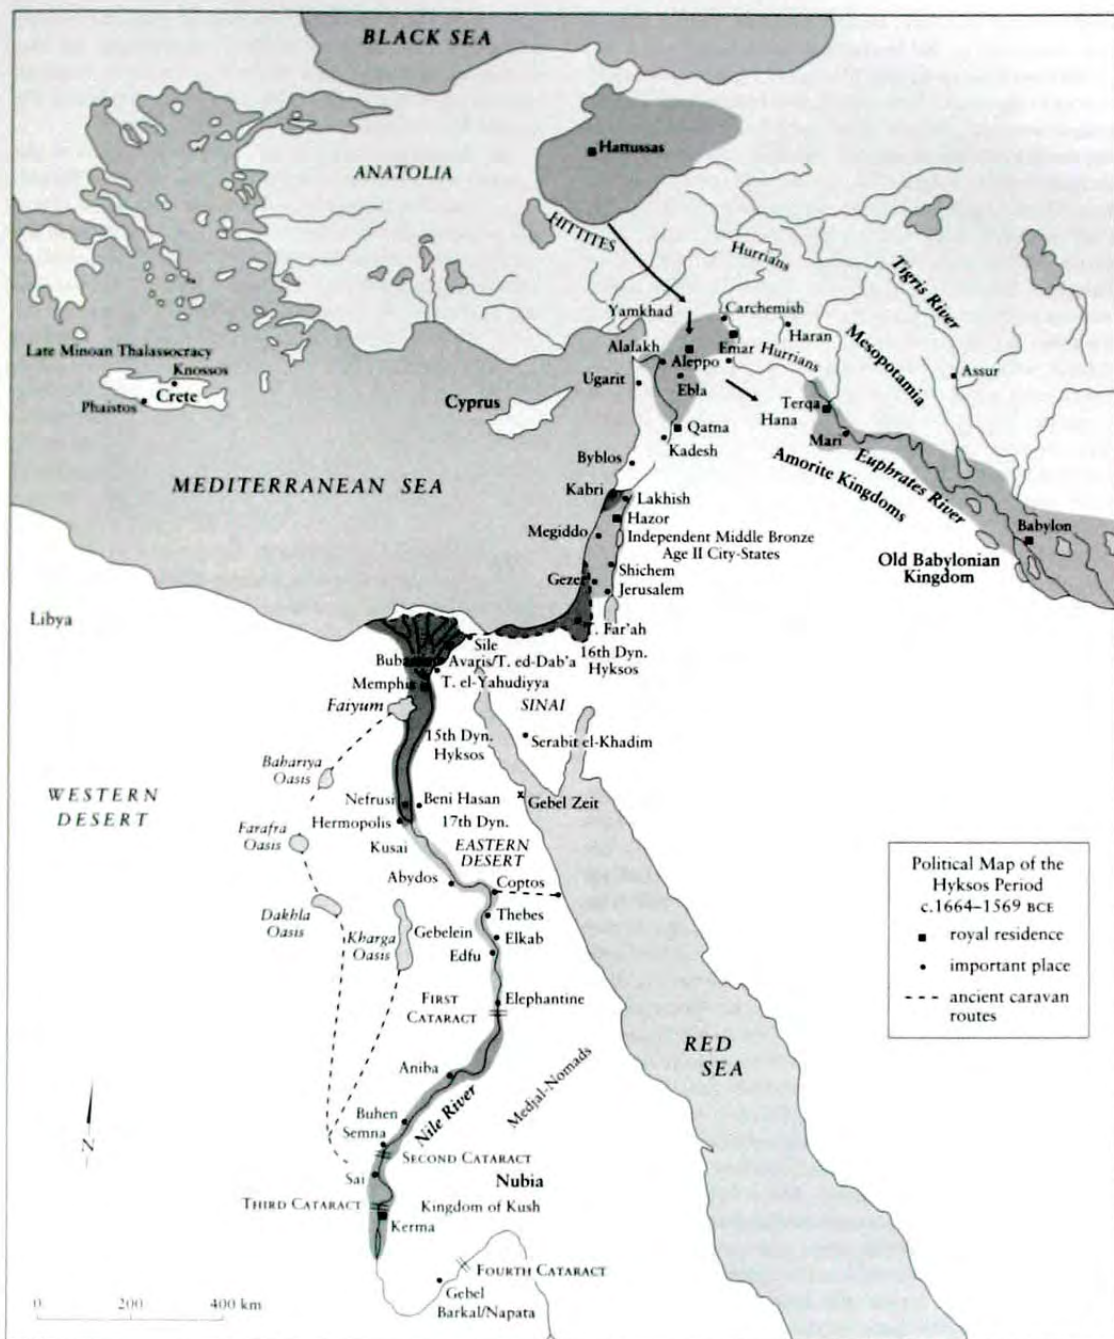 BLACK SEA
Hattussas
ANATOLIA
HITTITES
Hurrians
Tigris River
Yamkhad
Carchemish
Haran
Mesopotamia
Late Minoan Thalassocracy
Knossos
Crete
Phaistos
Alalakh
Aleppo
Emar
Hurrians
Assur
Ugarit
Ebla
Cyprus
Terqa
Hana
Qatna
Mari
Kadesh
Byblos
Amorite Kingdoms
Euphrates River
MEDITERRANEAN SEA
Kabri
Lakhish
Hazor
Babylon
Megiddo
Independent Middle Bronze
Age II City-States
Old Babylonian
Kingdom
Shichem
Gezer
Jerusalem
Libya
T. Far'ah
Sile
16th Dyn.
Hyksos
Avaris/T. ed-Dab'a
T. el-Yahudiyya
Memphis
Faiyum
SINAI
15th Dyn.
Hyksos
Serabit el-Khadim
Bahariya
Oasis
WESTERN
DESERT
Nefrusi
Beni Hasan
Gebel Zeit
Hermopolis
17th Dyn.
Farafra
Oasis
Kusai
EASTERN
DESERT
Abydos
Coptos
Dakhla
Oasis
Thebes
Kharga
Oasis
Gebelein
Elkab
Edfu
FIRST
CATARACT
Elephantine
RED
SEA
Aniba
Medjal-Nomads
Nile River
Buhen
Semna
N
SECOND CATARACT
Sai
Nubia
THIRD CATARACT
Kingdom of Kush
Kerma
FOURTH CATARACT
Gebel
Barkal/Napata
0 200 400 km
Political Map of the
Hyksos Period
c.1664–1569 BCE
royal residence
important place
ancient caravan
routes